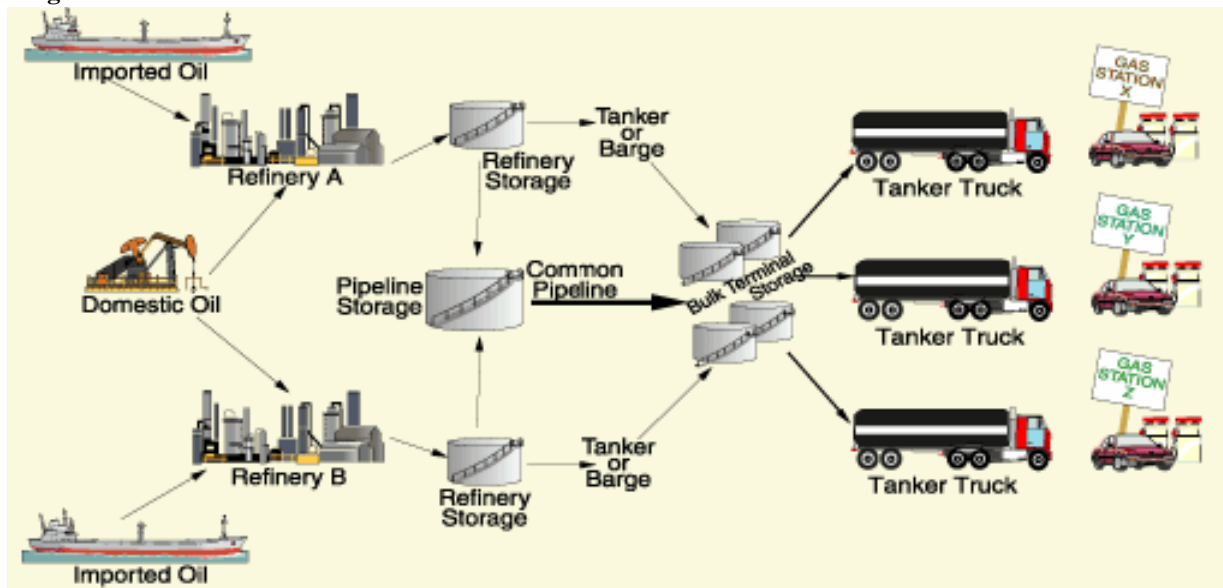 Imported Oil
GAS
STATION
X
Refinery A
Refinery
Storage
Tanker
or
Barge
Tanker Truck
Domestic Oil
Pipeline
Storage
Common
Pipeline
Bulk Terminal
Storage
GAS
STATION
Y
Tanker Truck
GAS
STATION
Z
Refinery B
Refinery
Storage
Tanker
or
Barge
Tanker Truck
Imported Oil